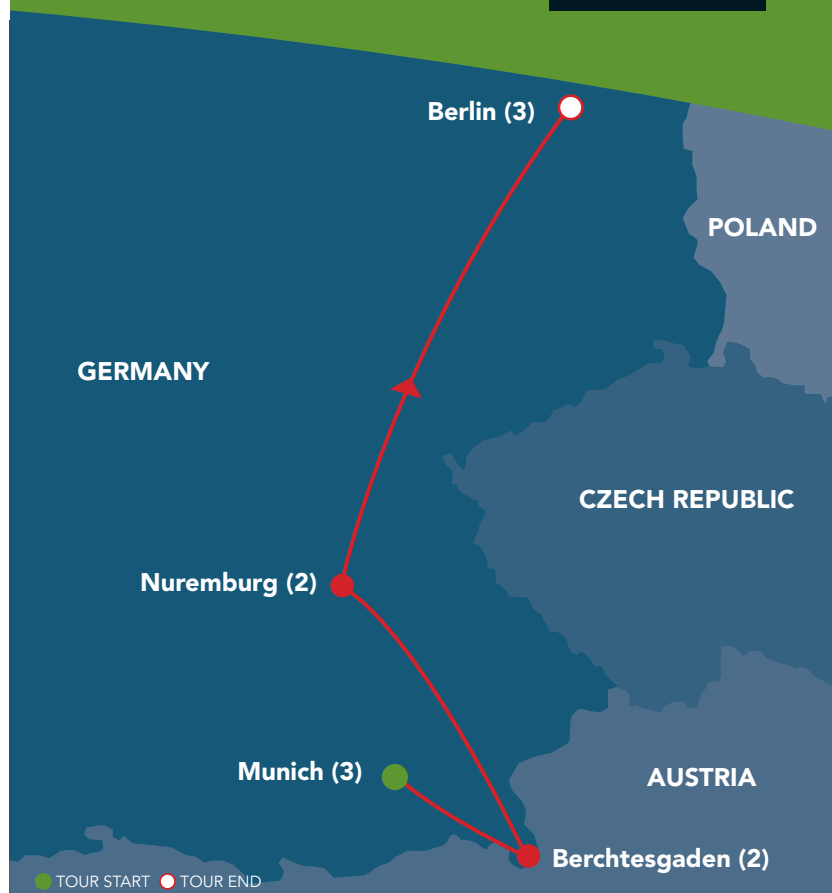 Berlin (3)
POLAND
GERMANY
CZECH REPUBLIC
Nuremburg (2)
Munich (3)
AUSTRIA
Berchtesgaden (2)
TOUR START TOUR END